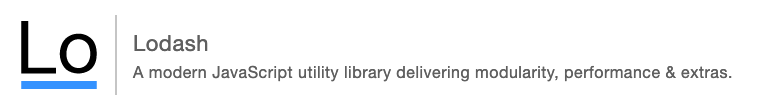 Lo
Lodash
A modern JavaScript utility library delivering modularity, performance & extras.